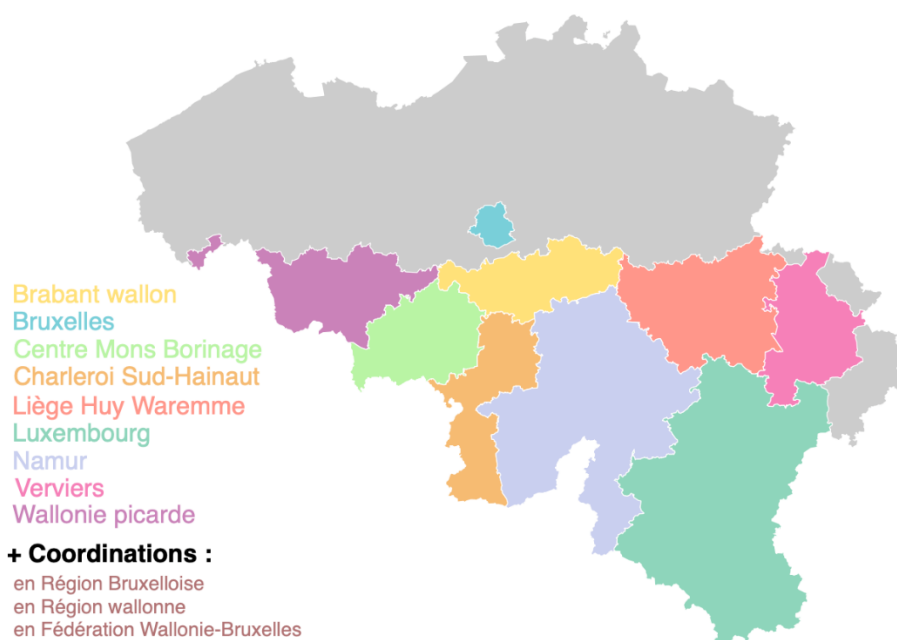 Brabant wallon
Bruxelles
Centre Mons Borinage
Charleroi Sud-Hainaut
Liège Huy Waremme
Luxembourg
Namur
Verviers
Wallonie picarde
+ Coordinations :
en Région Bruxelloise
en Région wallonne
en Fédération Wallonie-Bruxelles